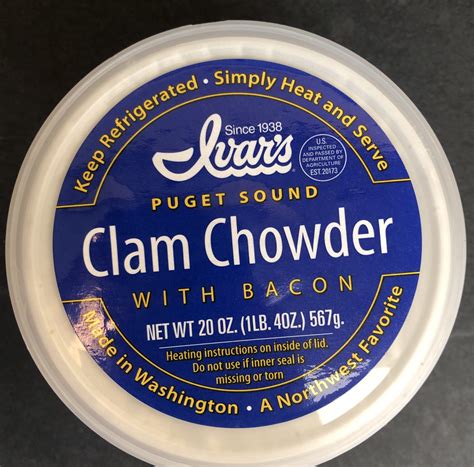 Keep Refrigerated • Simply Heat and Serve
Since 1938
Ivar's
U.S.
INSPECTED
AND PASSED BY
DEPARTMENT OF
AGRICULTURE
EST. 20173
PUGET SOUND
Clam Chowder
WITH BACON
NET WT 20 OZ. (1LB. 4OZ.) 567g.
Heating instructions on inside of lid.
Do not use if inner seal is
missing or torn
Made in Washington • A Northwest Favorite